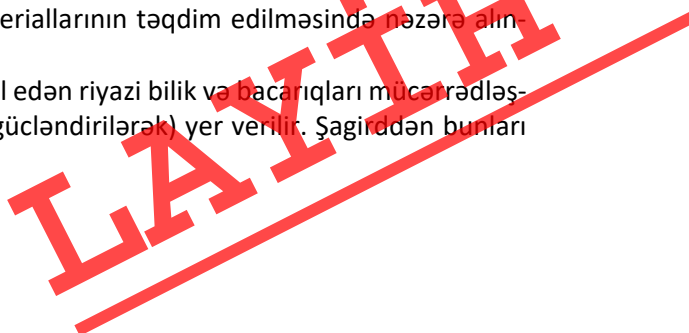 eriallarının təqdim edilməsində nəzərə alın-
l edən riyazi bilik və bacarıqları mücərrədləş-
gücləndirilərək) yer verilir. Şagirddən bunları
LAYİH